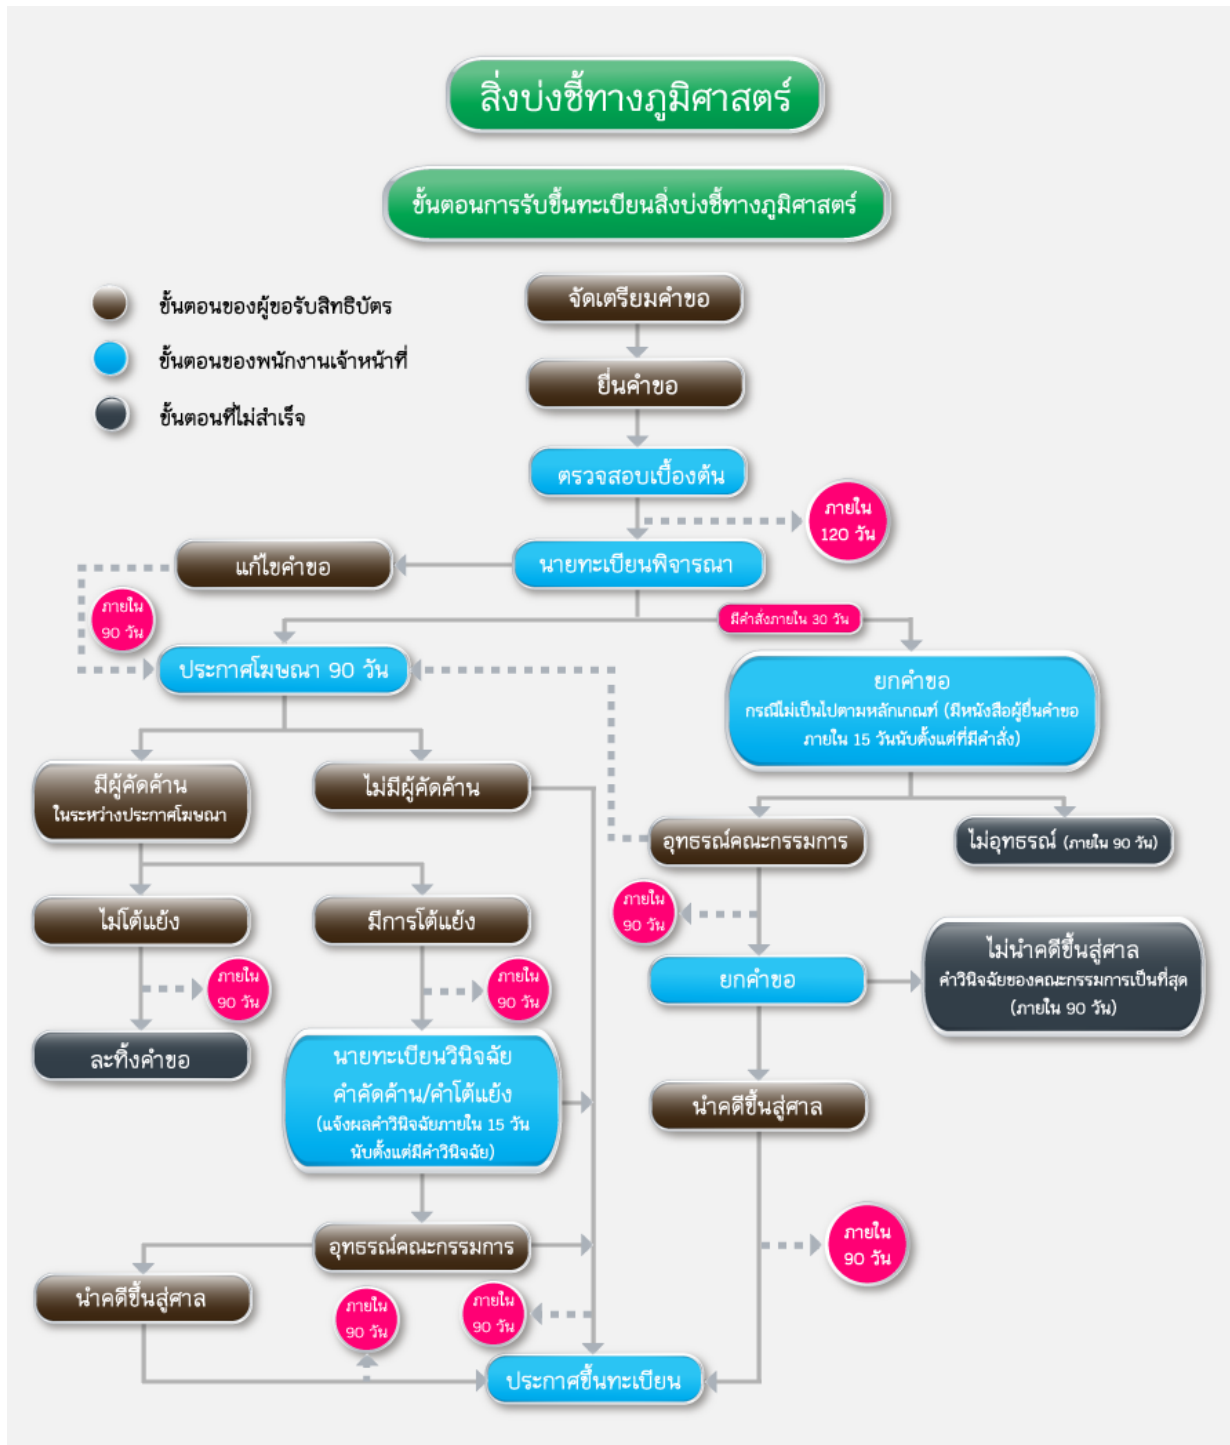 สิ่งบ่งชี้ทางภูมิศาสตร์
ขั้นตอนการรับขึ้นทะเบียนสิ่งบ่งชี้ทางภูมิศาสตร์
ขั้นตอนของผู้ขอรับสิทธิบัตร
ขั้นตอนของพนักงานเจ้าหน้าที่
ขั้นตอนที่ไม่สำเร็จ
จัดเตรียมคำขอ
ยื่นคำขอ
ตรวจสอบเบื้องต้น
ภายใน
120 วัน
นายทะเบียนพิจารณา
แก้ไขคำขอ
ภายใน
90 วัน
มีคำสั่งภายใน 30 วัน
ประกาศโฆษณา 90 วัน
ยกคำขอ
กรณีไม่เป็นไปตามหลักเกณฑ์ (มีหนังสือผู้ยื่นคำขอ
ภายใน 15 วันนับตั้งแต่ที่มีคำสั่ง)
มีผู้คัดค้าน
ในระหว่างประกาศโฆษณา
ไม่มีผู้คัดค้าน
อุทธรณ์คณะกรรมการ
ไม่อุทธรณ์ (ภายใน 90 วัน)
ไม่โต้แย้ง
มีการโต้แย้ง
ภายใน
90 วัน
ยกคำขอ
ไม่นำคดีขึ้นสู่ศาล
คำวินิจฉัยของคณะกรรมการเป็นที่สุด
(ภายใน 90 วัน)
ภายใน
90 วัน
ภายใน
90 วัน
ละทิ้งคำขอ
นายทะเบียนวินิจฉัย
คำคัดค้าน/คำโต้แย้ง
(แจ้งผลคำวินิจฉัยภายใน 15 วัน
นับตั้งแต่มีคำวินิจฉัย)
นำคดีขึ้นสู่ศาล
ภายใน
90 วัน
อุทธรณ์คณะกรรมการ
นำคดีขึ้นสู่ศาล
ภายใน
90 วัน
ภายใน
90 วัน
ประกาศขึ้นทะเบียน